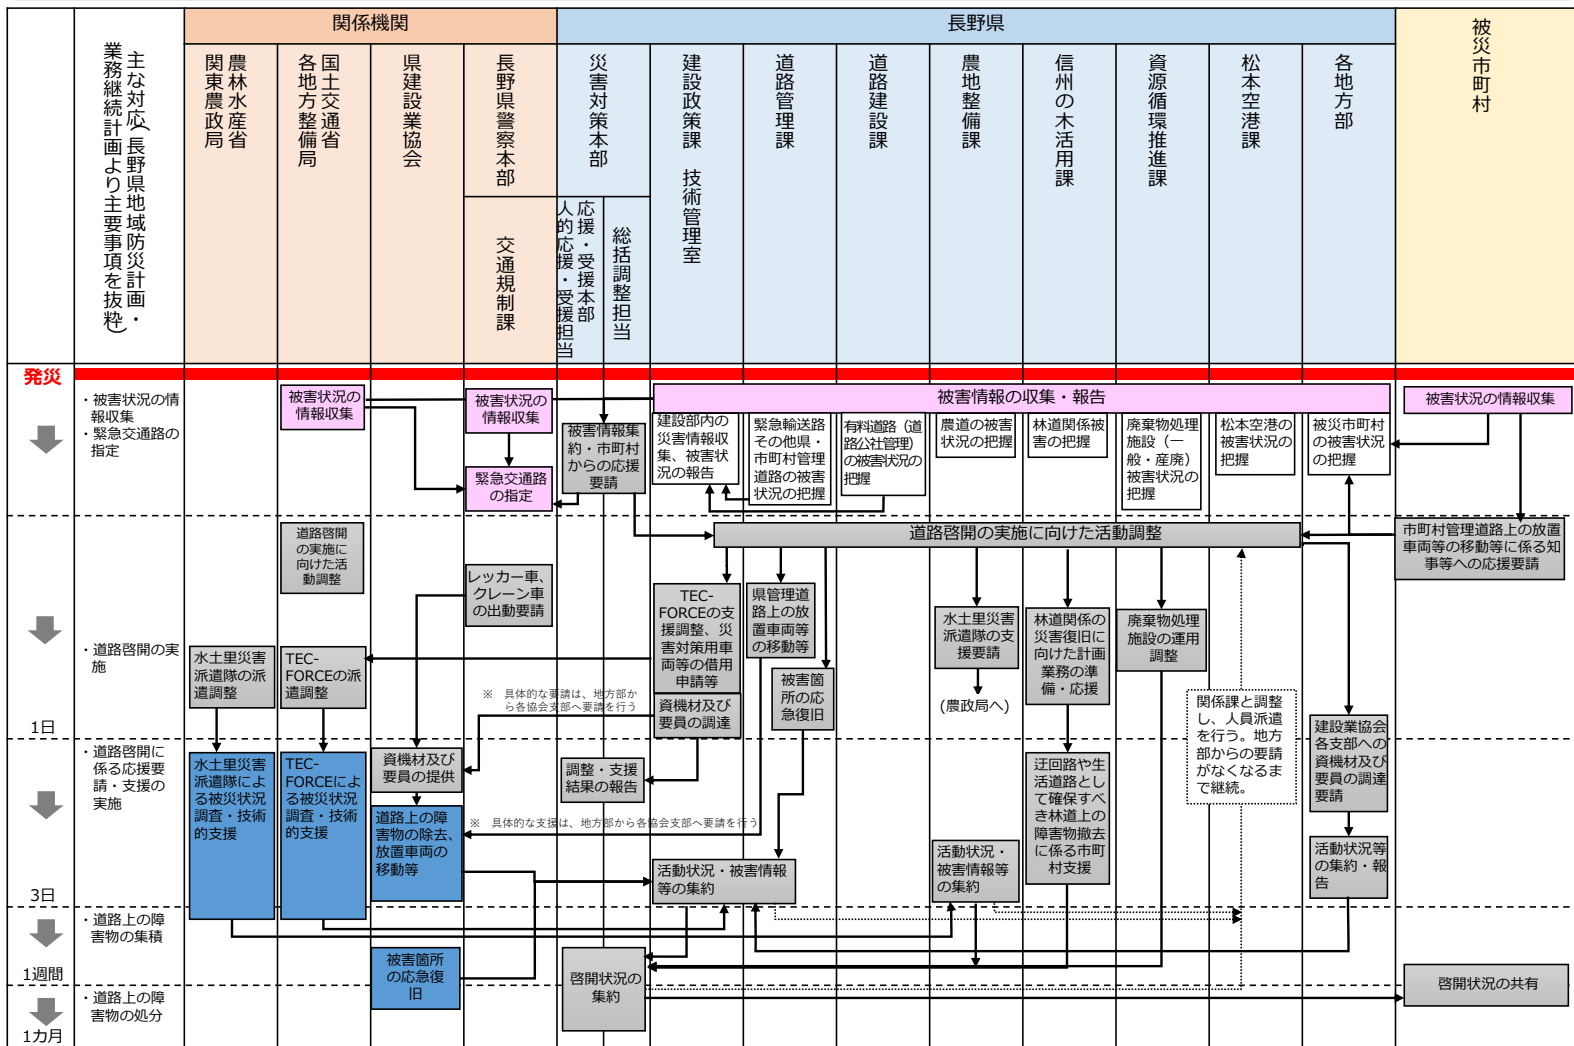 主な対応(長野県地域防災計画・
業務継続計画より主要事項を抜粋)
関係機関
長野県
被災市町村
農林水産省
関東農政局
国土交通省
各地方整備局
県建設業協会
長野県警察本部
交通規制課
災害対策本部
応援・受援本部
人的応援・受援担当
総括調整担当
建設政策課 技術管理室
道路管理課
道路建設課
農地整備課
信州の木活用課
資源循環推進課
松本空港課
各地方部
発災
・被害状況の情
報収集
・緊急交通路の
指定
被害状況の
情報収集
被害状況の
情報収集
緊急交通路
の指定
被害情報集
約・市町村
からの応援
要請
被害情報の収集・報告
建設部内の
災害情報収
集、被害状
況の報告
緊急輸送路
その他県・
市町村管理
道路の被害
状況の把握
有料道路（道
路公社管理）
の被害状況の
把握
農道の被害
状況の把握
林道関係被
害の把握
廃棄物処理
施設（一
般・産廃）
被害状況の
把握
松本空港の
被害状況の
把握
被災市町村
の被害状況
の把握
被害状況の情報収集
道路啓開
の実施に
向けた活
動調整
道路啓開の実施に向けた活動調整
市町村管理道路上の放置
車両等の移動等に係る知
事等への応援要請
レッカー車、
クレーン車
の出動要請
TEC-
FORCEの支
援調整、災
害対策用車
両等の借用
申請等
県管理道
路上の放
置車両等
の移動等
水土里災害
派遣隊の支
援要請
(農政局へ)
林道関係の
災害復旧に
向けた計画
業務の準
備・応援
廃棄物処理
施設の運用
調整
・道路啓開の実
施
水土里災害
派遣隊の派
遣調整
TEC-
FORCEの派
遣調整
※ 具体的な要請は、地方部か
ら各協会支部へ要請を行う
資機材及び
要員の調達
被害箇
所の応
急復旧
関係課と調整
し、人員派遣
を行う。地方
部からの要請
がなくなるま
で継続。
建設業協会
各支部への
資機材及び
要員の調達
要請
1日
・道路啓開に
係る応援要
請・支援の
実施
水土里災害
派遣隊によ
る被災状況
調査・技術
的支援
TEC-
FORCEによ
る被災状況
調査・技術
的支援
資機材及び
要員の提供
道路上の障
害物の除去、
放置車両の
移動等
調整・支援
結果の報告
※ 具体的な支援は、地方部から各協会支部へ要請を行う
迂回路や生
活道路とし
て確保すべ
き林道上の
障害物撤去
に係る市町
村支援
活動状況・被害情報
等の集約
活動状況・
被害情報等
の集約
活動状況等
の集約・報
告
3日
・道路上の障
害物の集積
被害箇所
の応急復
旧
啓開状況の
集約
啓開状況の共有
1週間
・道路上の障
害物の処分
1カ月